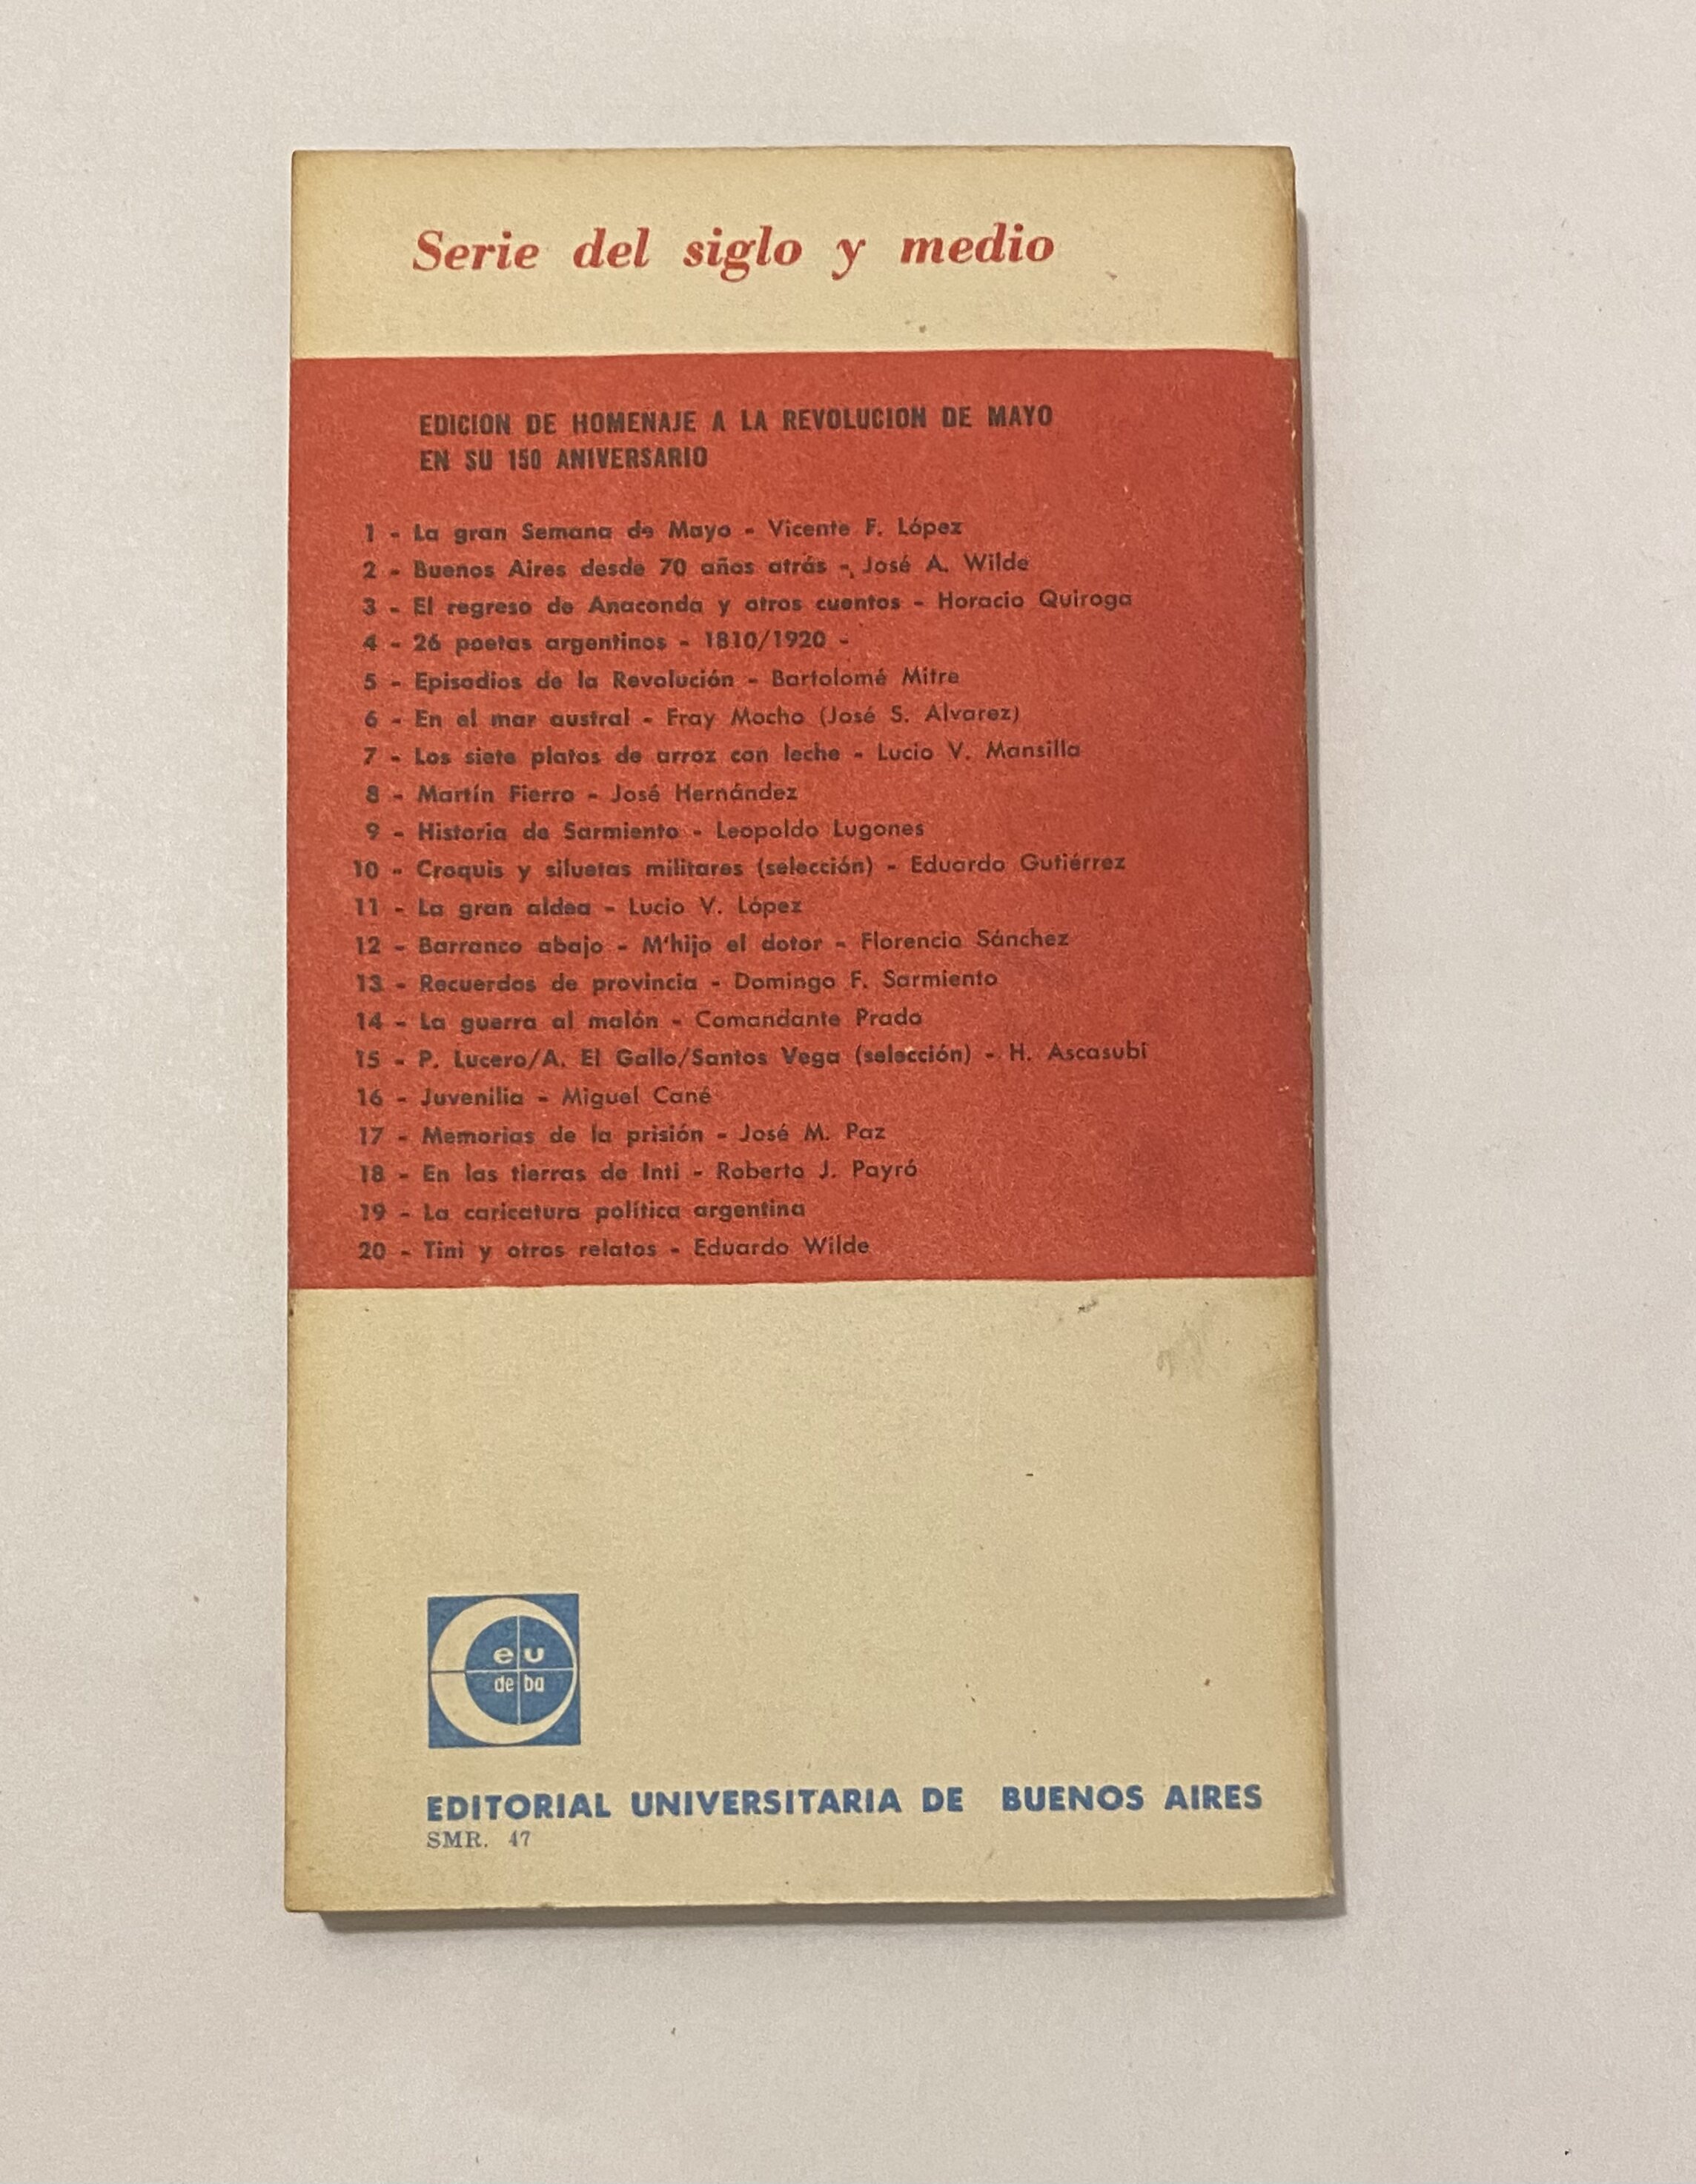 Serie del siglo y medio
EDICION DE HOMENAJE A LA REVOLUCION DE MAYO
EN SU 150 ANIVERSARIO
1 - La gran Semana de Mayo - Vicente F. López
2 - Buenos Aires desde 70 años atrás - José A. Wilde
3 - El regreso de Anaconda y otros cuentos - Horacio Quiroga
4 - 26 poetas argentinos - 1810/1920 -
5 - Episodios de la Revolución - Bartolomé Mitre
6 - En el mar austral - Fray Mocho (José S. Alvarez)
7 - Los siete platos de arroz con leche - Lucio V. Mansilla
8 - Martín Fierro - José Hernández
9 - Historia de Sarmiento - Leopoldo Lugones
10 - Croquis y siluetas militares (selección) - Eduardo Gutiérrez
11 - La gran aldea - Lucio V. López
12 - Barranca abajo - M'hijo el dotor - Florencio Sánchez
13 - Recuerdos de provincia - Domingo F. Sarmiento
14 - La guerra al malón - Comandante Prado
15 - P. Lucero/A. El Gallo/Santos Vega (selección) - H. Ascasubi
16 - Juvenilia - Miguel Cané
17 - Memorias de la prisión - José M. Paz
18 - En las tierras de Inti - Roberto J. Payró
19 - La caricatura política argentina
20 - Tini y otros relatos - Eduardo Wilde
eu
deba
EDITORIAL UNIVERSITARIA DE BUENOS AIRES
SMR. 47